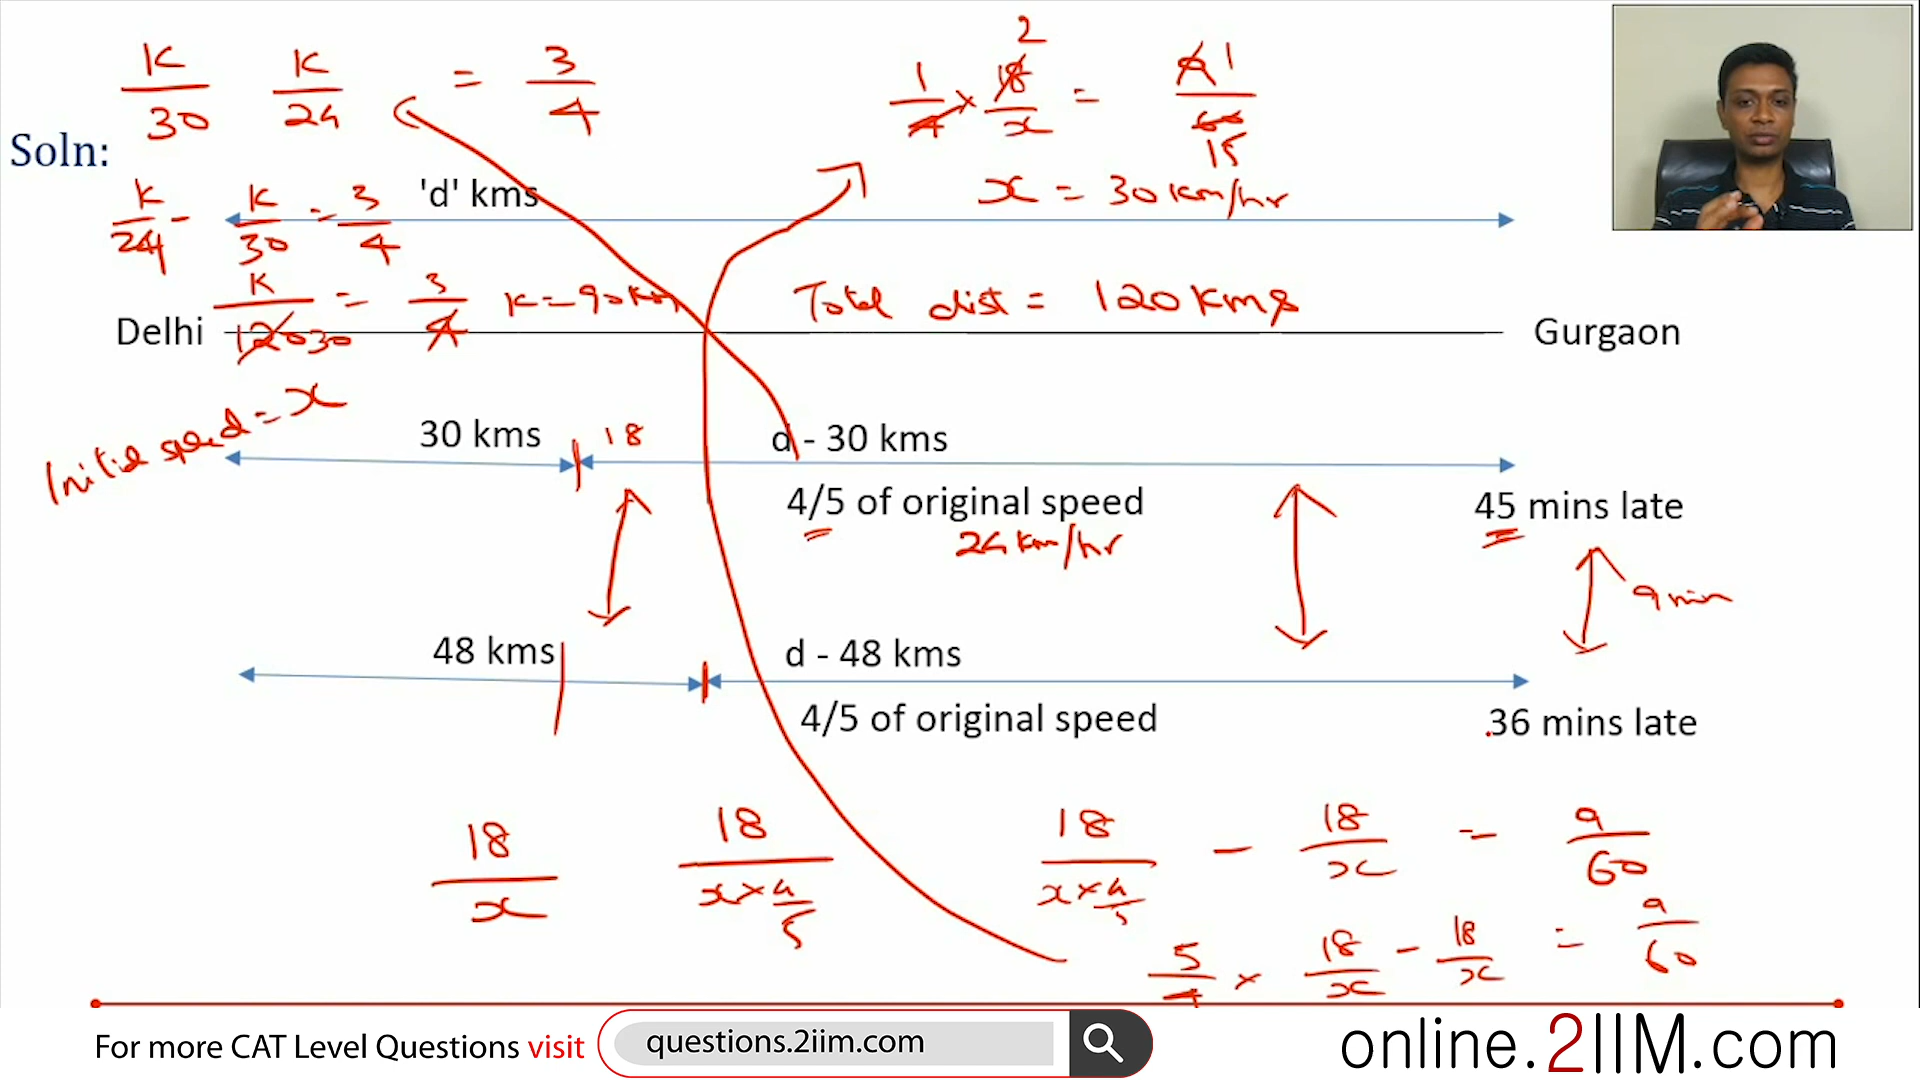 K/30 K/24 = 3/4
1/4 × 18/x = 9/60
2
1
15
Soln:
x = 30 km/hr
'd' kms
K/24 - K/30 = 3/4
K/120 = 3/4 K = 90 km
30
Total dist = 120 kms
Delhi
Gurgaon
Initial speed = x
30 kms
18
d - 30 kms
4/5 of original speed
45 mins late
24 km/hr
9 min
48 kms
d - 48 kms
4/5 of original speed
36 mins late
18/x 18/(x × 4/5) 18/(x × 4/5) - 18/x = 9/60
5/4 × 18/x - 18/x = 9/60
For more CAT Level Questions visit
questions.2iim.com
online.2IIM.com